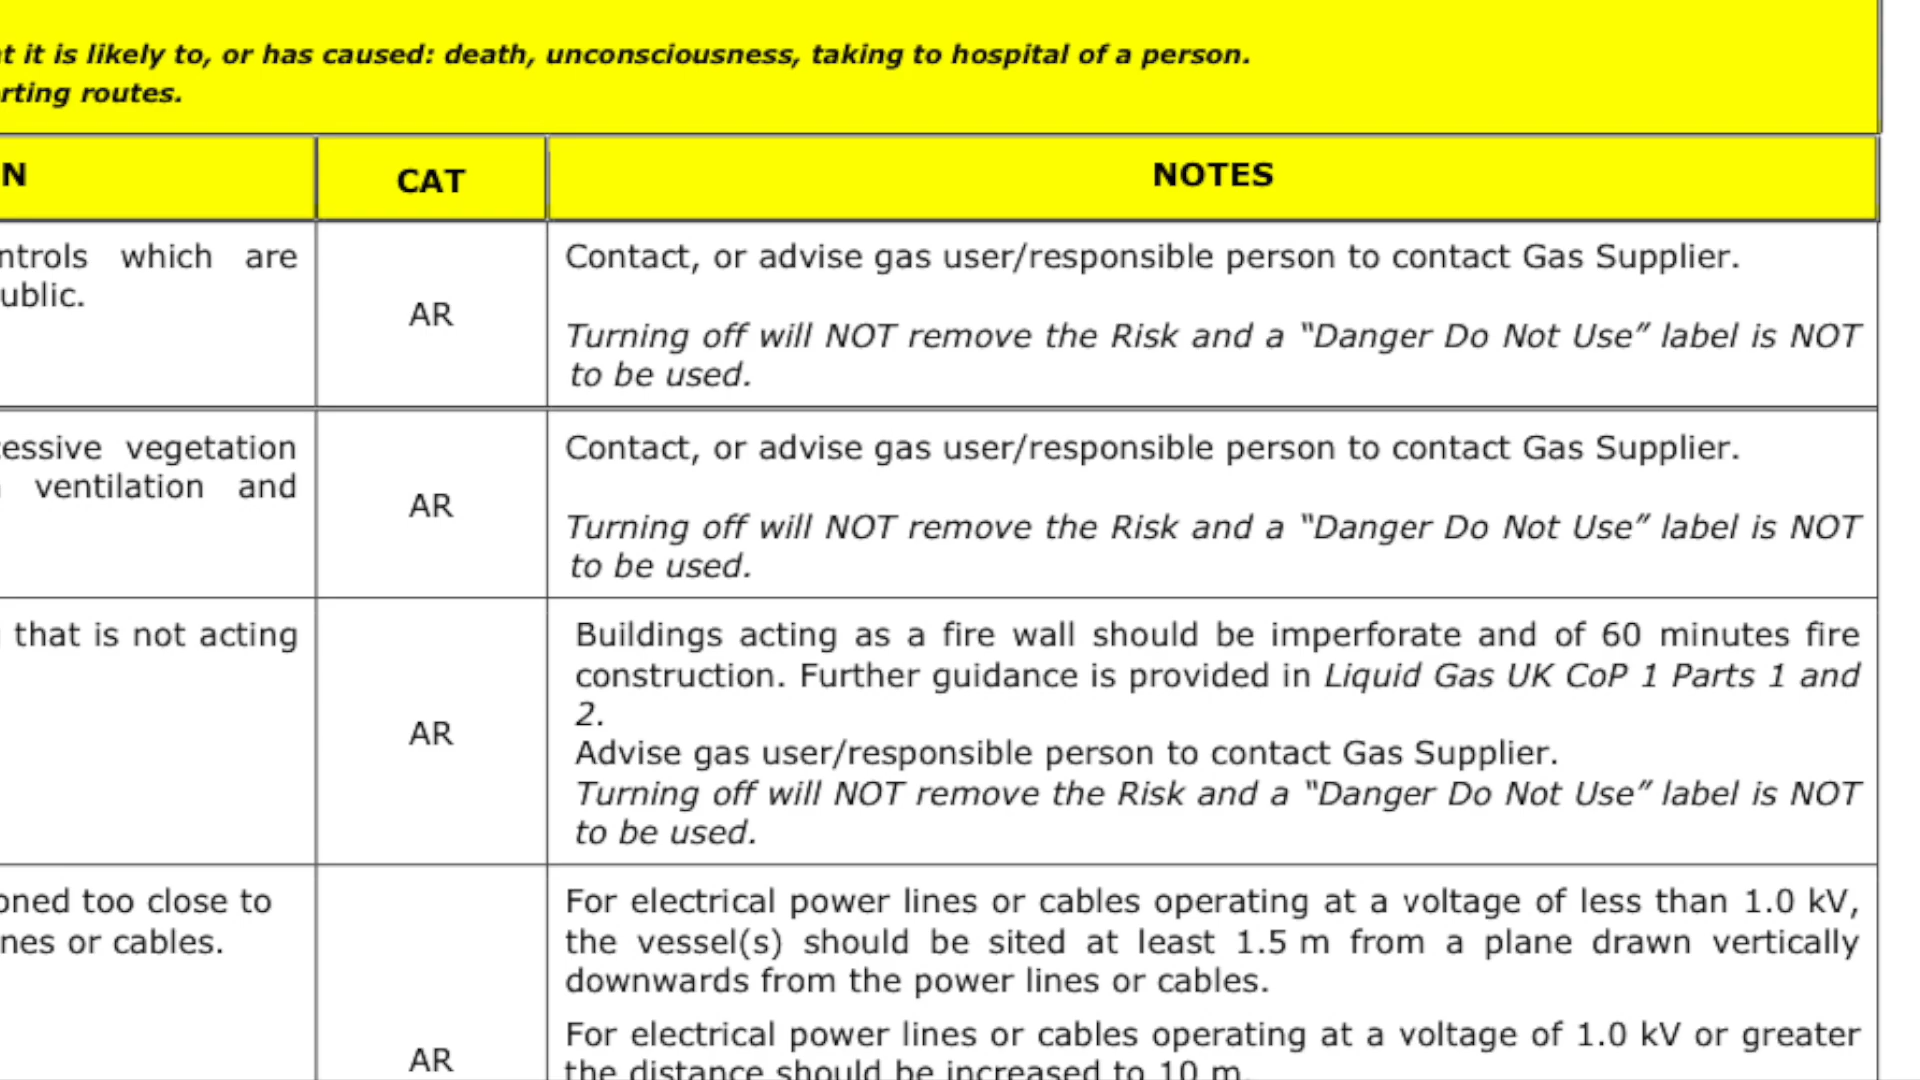 t it is likely to, or has caused: death, unconsciousness, taking to hospital of a person.
rting routes.
N
CAT
NOTES
ntrols which are
ublic.
AR
Contact, or advise gas user/responsible person to contact Gas Supplier.
Turning off will NOT remove the Risk and a “Danger Do Not Use” label is NOT
to be used.
essive vegetation
ventilation and
AR
Contact, or advise gas user/responsible person to contact Gas Supplier.
Turning off will NOT remove the Risk and a “Danger Do Not Use” label is NOT
to be used.
that is not acting
AR
Buildings acting as a fire wall should be imperforate and of 60 minutes fire
construction. Further guidance is provided in Liquid Gas UK CoP 1 Parts 1 and
2.
Advise gas user/responsible person to contact Gas Supplier.
Turning off will NOT remove the Risk and a “Danger Do Not Use” label is NOT
to be used.
oned too close to
nes or cables.
AR
For electrical power lines or cables operating at a voltage of less than 1.0 kV,
the vessel(s) should be sited at least 1.5 m from a plane drawn vertically
downwards from the power lines or cables.
For electrical power lines or cables operating at a voltage of 1.0 kV or greater
the distance should be increased to 10 m.